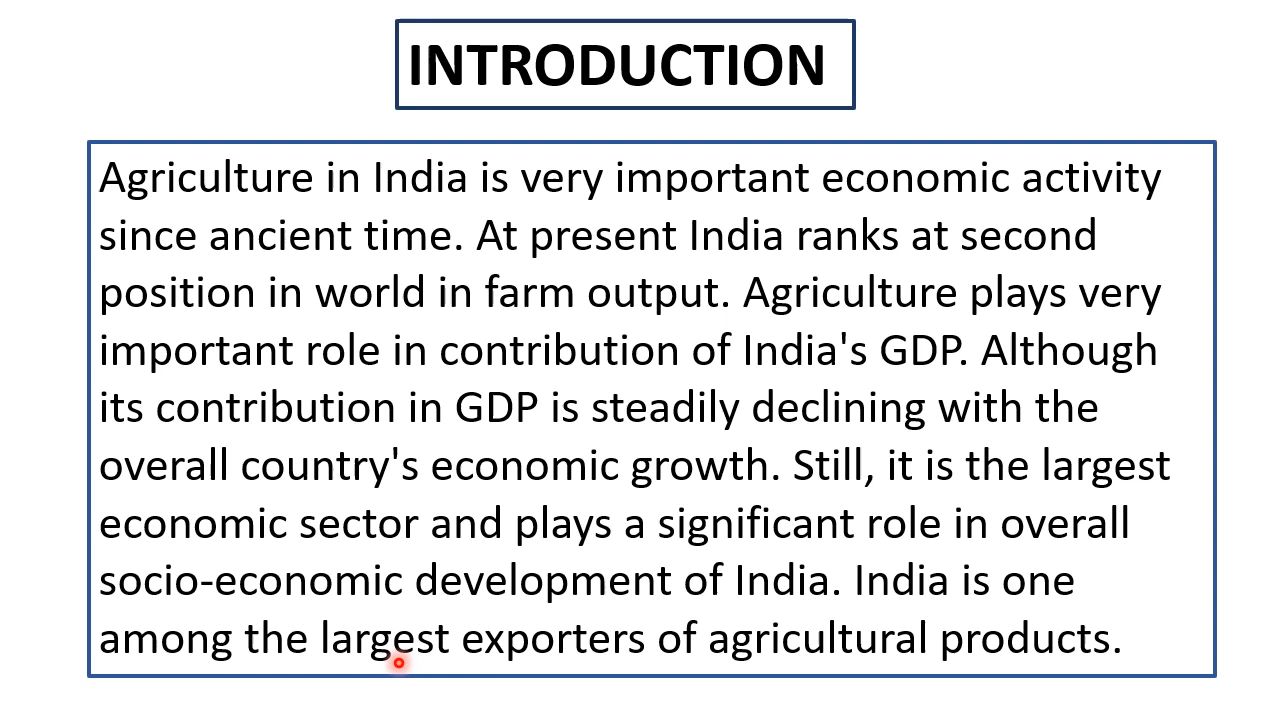 INTRODUCTION
Agriculture in India is very important economic activity
since ancient time. At present India ranks at second
position in world in farm output. Agriculture plays very
important role in contribution of India's GDP. Although
its contribution in GDP is steadily declining with the
overall country's economic growth. Still, it is the largest
economic sector and plays a significant role in overall
socio-economic development of India. India is one
among the largest exporters of agricultural products.